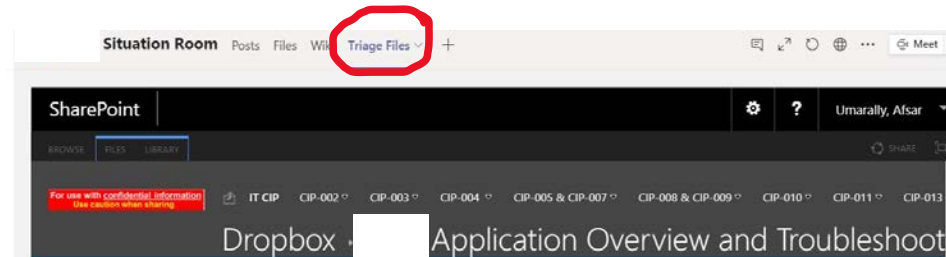 Situation Room Posts Files Wik Triage Files +
Meet
SharePoint ? Umarally, Afsar
BROWSE FILES LIBRARY SHARE
For use with confidential information
Use caution when sharing
IT CIP CIP-002 CIP-003 CIP-004 CIP-005 & CIP-007 CIP-008 & CIP-009 CIP-010 CIP-011 CIP-013
Dropbox Application Overview and Troubleshoot